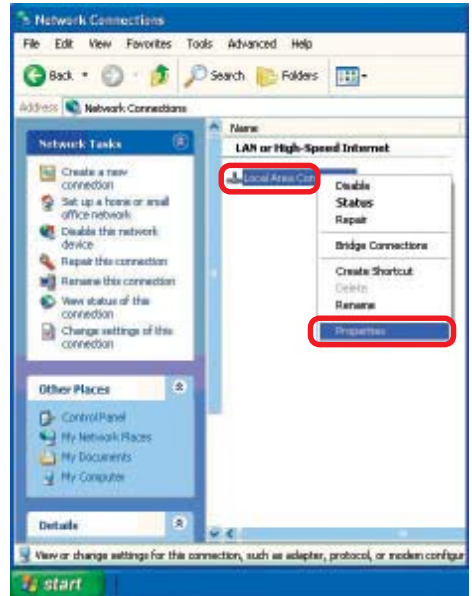 Network Connections
File Edit View Favorites Tools Advanced Help
Back Search Folders
Address Network Connections
Network Tasks
Create a new
connection
Set up a home or small
office network
Disable this network
device
Repair this connection
Rename this connection
View status of this
connection
Change settings of this
connection
Other Places
Control Panel
My Network Places
My Documents
My Computer
Details
Name
LAN or High-Speed Internet
Local Area Con
Disable
Status
Repair
Bridge Connections
Create Shortcut
Delete
Rename
Properties
View or change settings for this connection, such as adapter, protocol, or modem configur
start